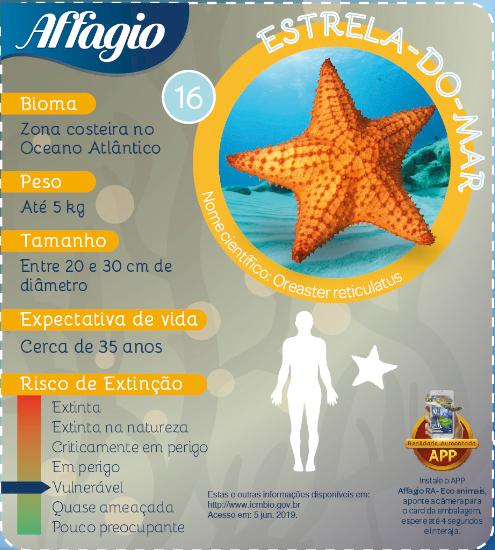 Affagio
ESTRELA-DO-MAR
16
Nome científico: Oreaster reticulatus
Bioma
Zona costeira no
Oceano Atlântico
Peso
Até 5 kg
Tamanho
Entre 20 e 30 cm de
diâmetro
Expectativa de vida
Cerca de 35 anos
Risco de Extinção
Extinta
Extinta na natureza
Criticamente em perigo
Em perigo
Vulnerável
Quase ameaçada
Pouco preocupante
Estas e outras informações disponíveis em:
http://www.icmbio.gov.br
Acesso em: 5 jun. 2019.
Realidade Aumentada
APP
Instale o APP
Affagio RA- Eco animais,
aponte a câmera para
o card da embalagem,
espere até 4 segundos
e interaja.